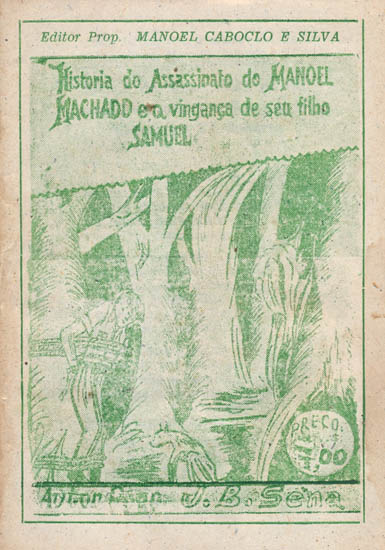 Editor Prop. MANOEL CABOCLO E SILVA
Historia do Assassinato do MANOEL
MACHADO e a vingança de seu filho
SAMUEL
PREÇO:
00
J. B. Sena